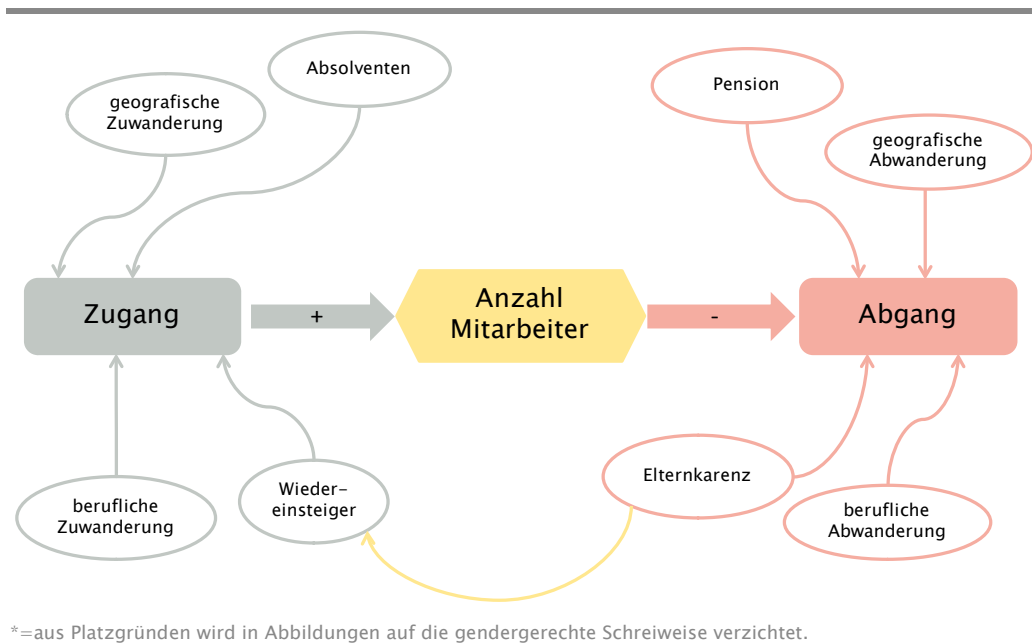 Absolventen
geografische
Zuwanderung
Pension
geografische
Abwanderung
Zugang
+
Anzahl
Mitarbeiter
-
Abgang
Elternkarenz
Wieder-
einsteiger
berufliche
Zuwanderung
berufliche
Abwanderung
*=aus Platzgründen wird in Abbildungen auf die gendergerechte Schreiweise verzichtet.